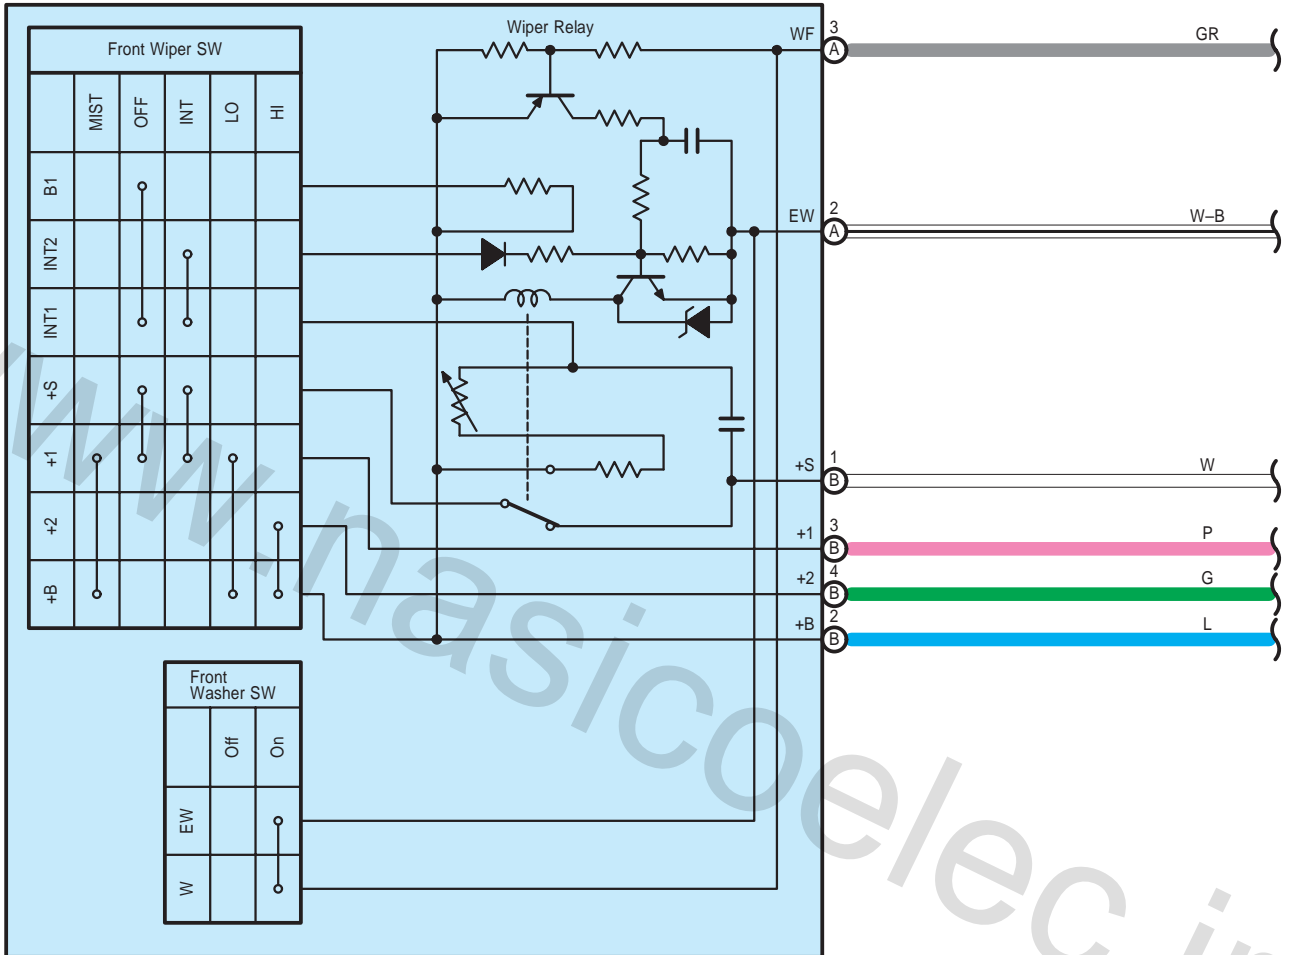 Wiper Relay
Front Wiper SW
MIST
OFF
INT
LO
HI
B1
INT2
INT1
+S
+1
+2
+B
WF
3
A
GR
EW
2
A
W–B
+S
1
B
W
+1
3
B
P
+2
4
B
G
+B
2
B
L
Front
Washer SW
Off
On
EW
W
www.nasicoelec.ir